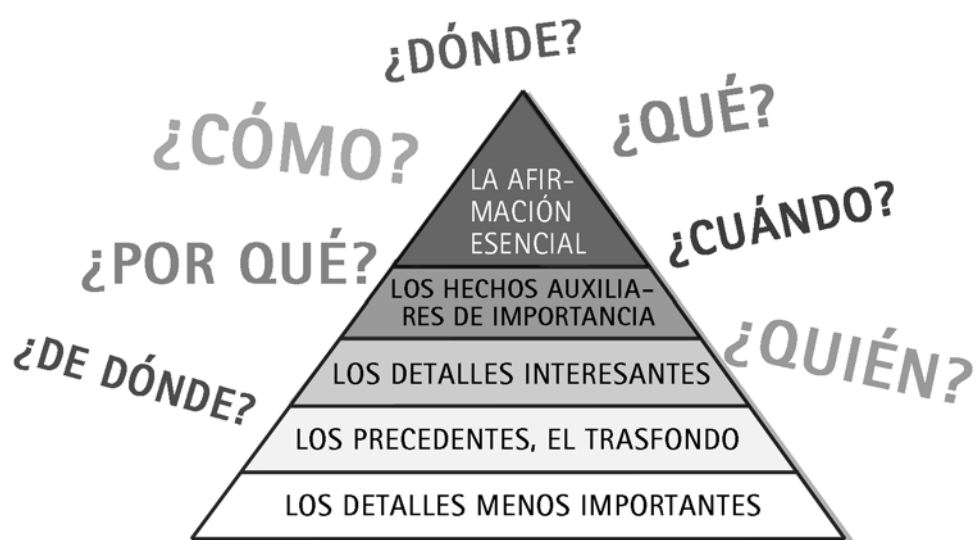 ¿DÓNDE?
¿QUÉ?
¿CÓMO?
¿CUÁNDO?
¿POR QUÉ?
¿QUIÉN?
¿DE DÓNDE?
LA AFIR-
MACIÓN
ESENCIAL
LOS HECHOS AUXILIA-
RES DE IMPORTANCIA
LOS DETALLES INTERESANTES
LOS PRECEDENTES, EL TRASFONDO
LOS DETALLES MENOS IMPORTANTES